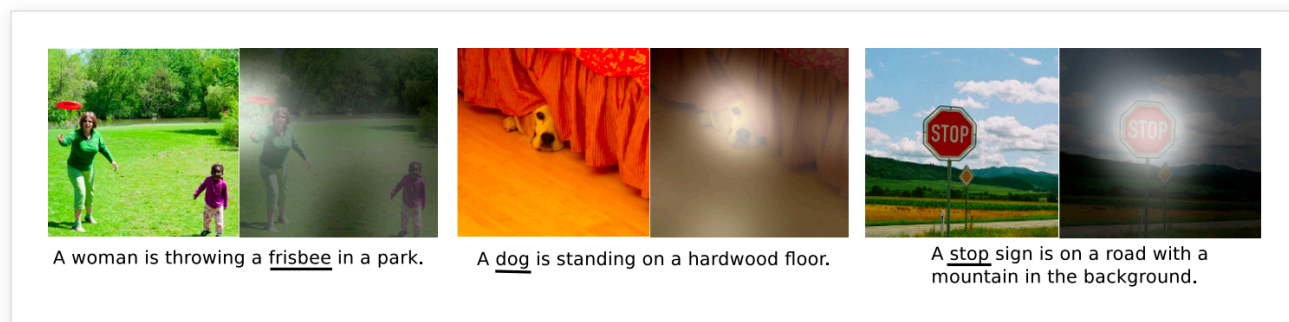 STOP
STOP
A woman is throwing a frisbee in a park.
A dog is standing on a hardwood floor.
A stop sign is on a road with a
mountain in the background.